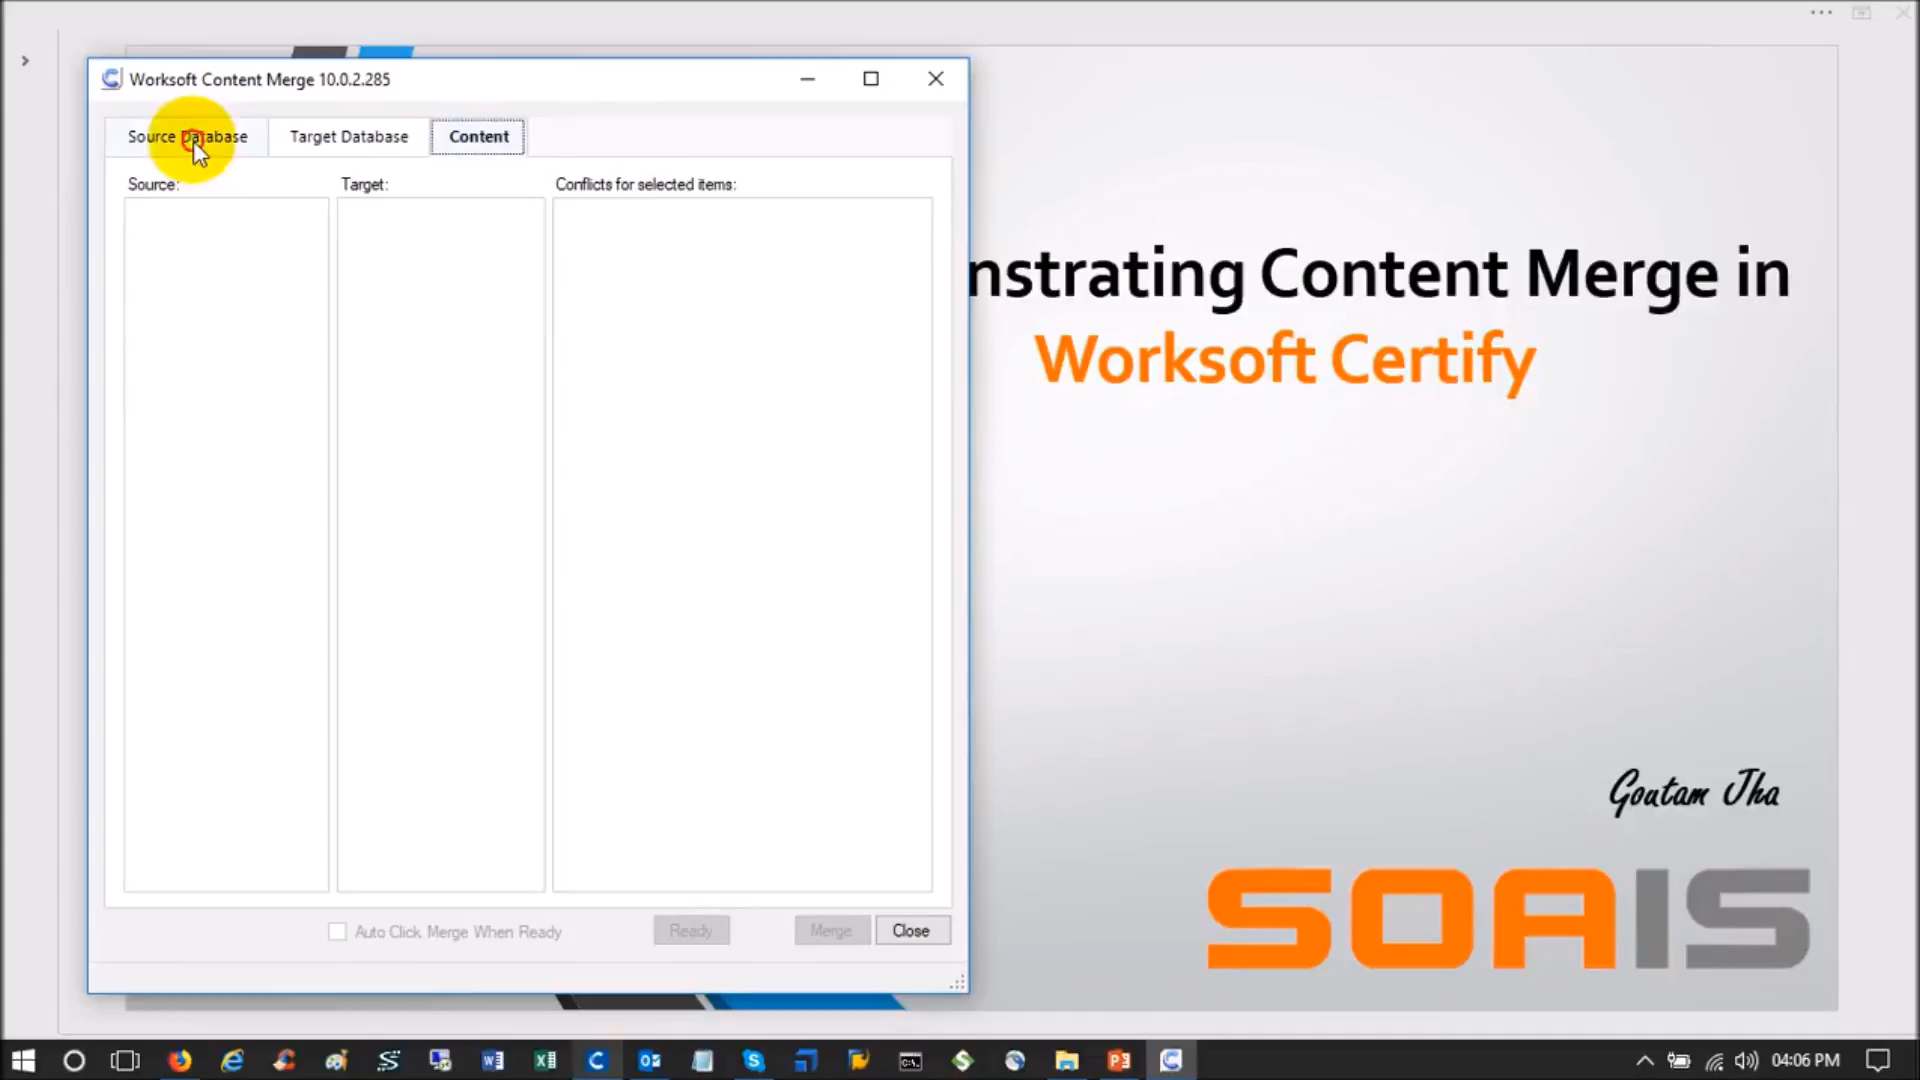 Worksoft Content Merge 10.0.2.285
Source Database
Target Database
Content
Source:
Target:
Conflicts for selected items:
nstrating Content Merge in
Worksoft Certify
Goutam Jha
SOAIS
Auto Click Merge When Ready
Ready
Merge
Close
04:06 PM